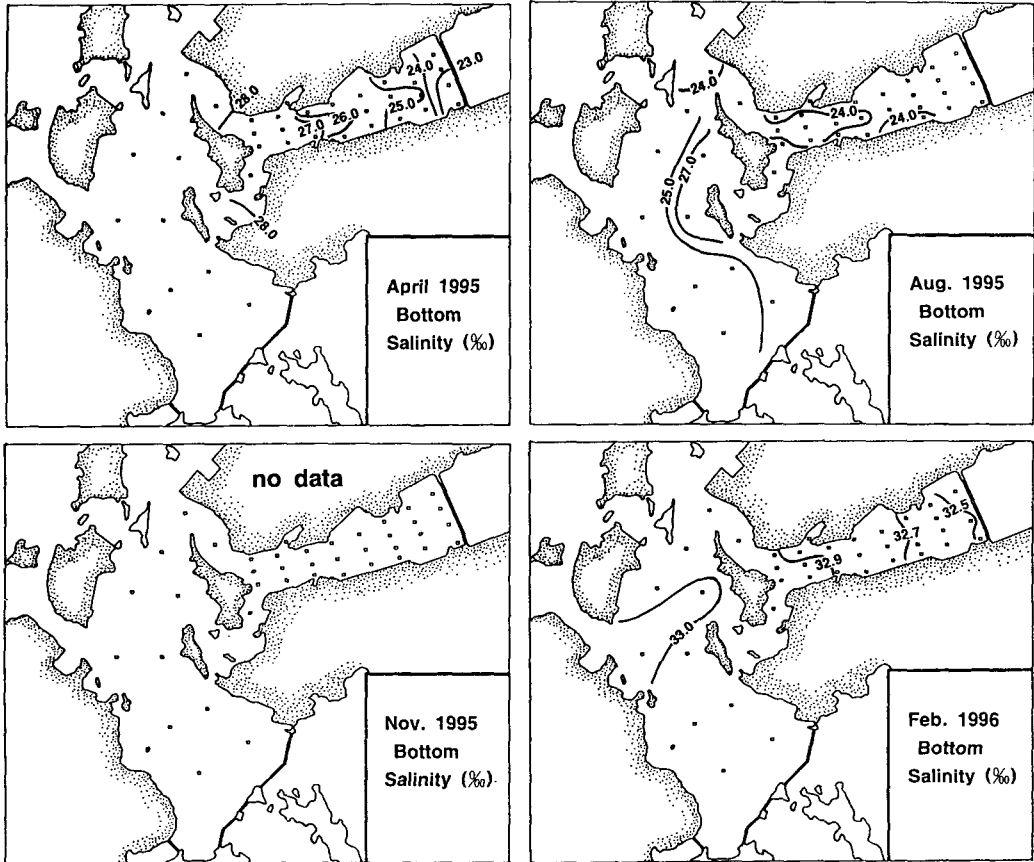 28.0
24.0
23.0
25.0
26.0
27.0
28.0
April 1995
Bottom
Salinity (‰)
24.0
24.0
24.0
27.0
25.0
Aug. 1995
Bottom
Salinity (‰)
no data
Nov. 1995
Bottom
Salinity (‰)
32.5
32.7
32.9
33.0
Feb. 1996
Bottom
Salinity (‰)